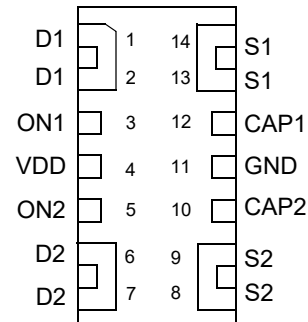 D1 1 14 S1
D1 2 13 S1
ON1 3 12 CAP1
VDD 4 11 GND
ON2 5 10 CAP2
D2 6 9 S2
D2 7 8 S2